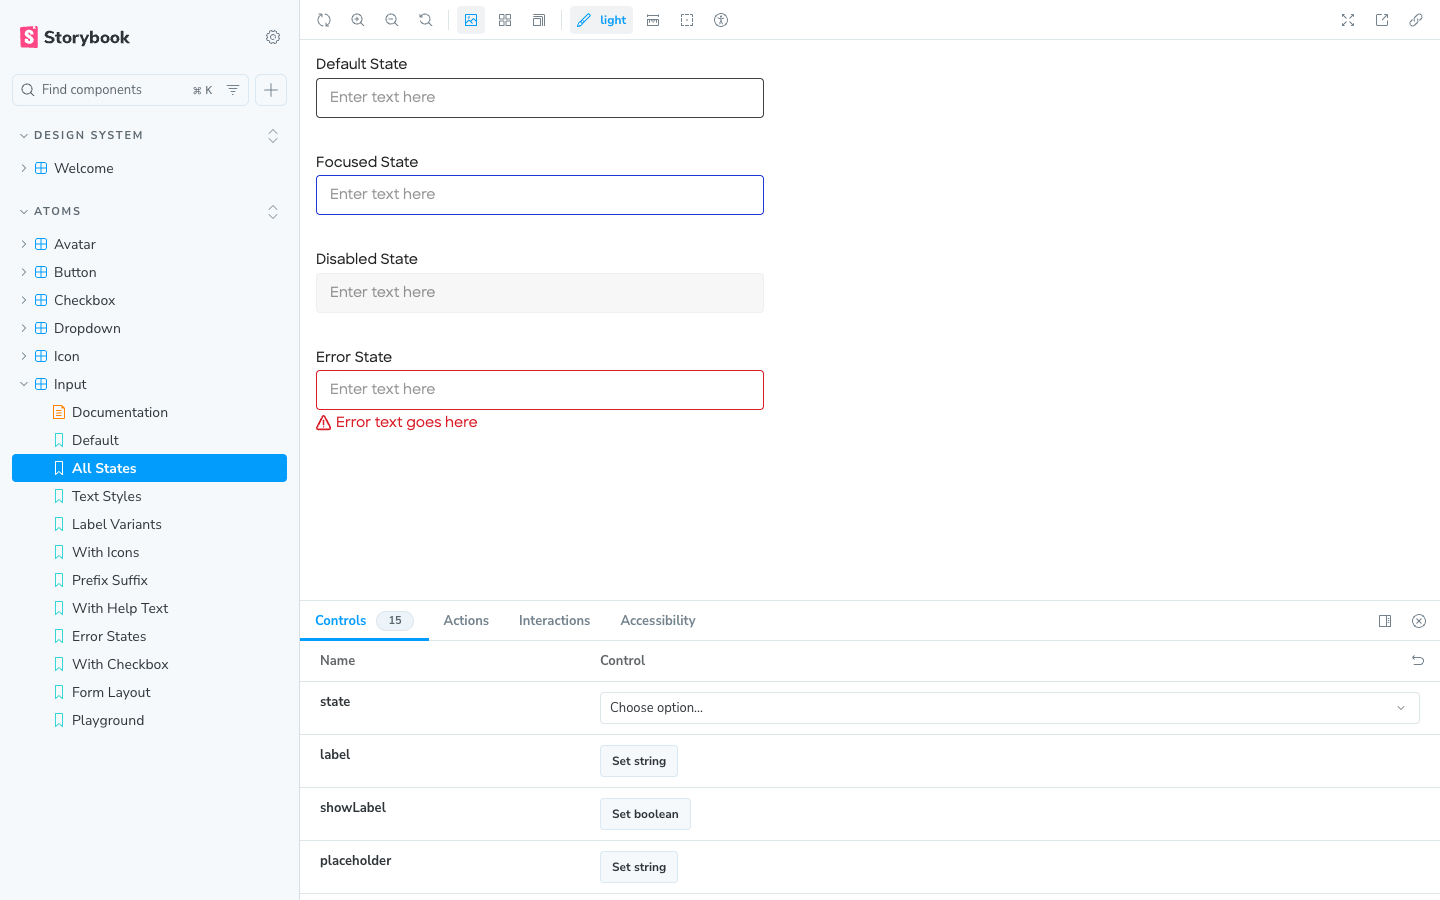 Storybook
Find components
⌘ K
DESIGN SYSTEM
Welcome
ATOMS
Avatar
Button
Checkbox
Dropdown
Icon
Input
Documentation
Default
All States
Text Styles
Label Variants
With Icons
Prefix Suffix
With Help Text
Error States
With Checkbox
Form Layout
Playground
light
Default State
Enter text here
Focused State
Enter text here
Disabled State
Enter text here
Error State
Enter text here
Error text goes here
Controls 15 Actions Interactions Accessibility
Name Control
state Choose option...
label Set string
showLabel Set boolean
placeholder Set string